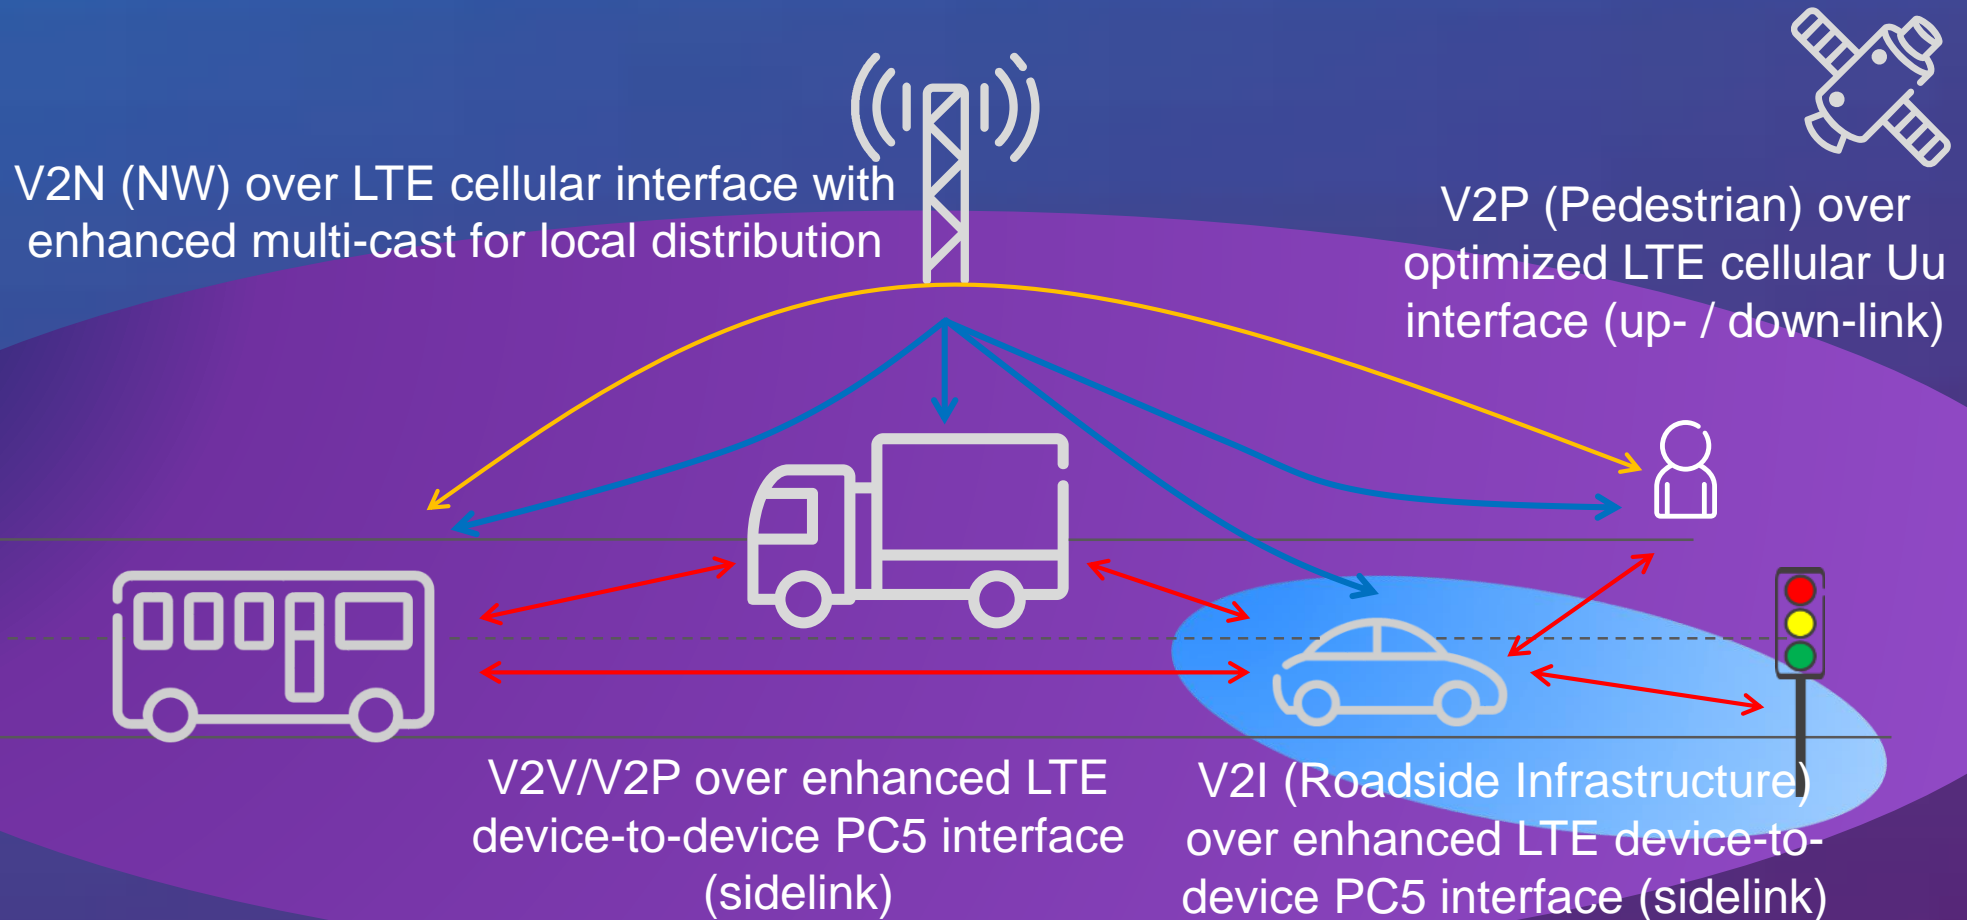 V2N (NW) over LTE cellular interface with
enhanced multi-cast for local distribution
V2P (Pedestrian) over
optimized LTE cellular Uu
interface (up- / down-link)
V2V/V2P over enhanced LTE
device-to-device PC5 interface
(sidelink)
V2I (Roadside Infrastructure)
over enhanced LTE device-to-
device PC5 interface (sidelink)